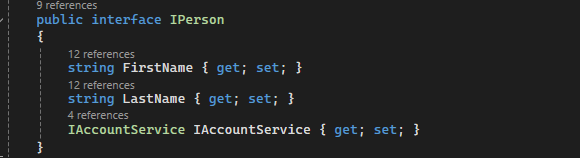 9 references
public interface IPerson
{
12 references
string FirstName { get; set; }
12 references
string LastName { get; set; }
4 references
IAccountService IAccountService { get; set; }
}